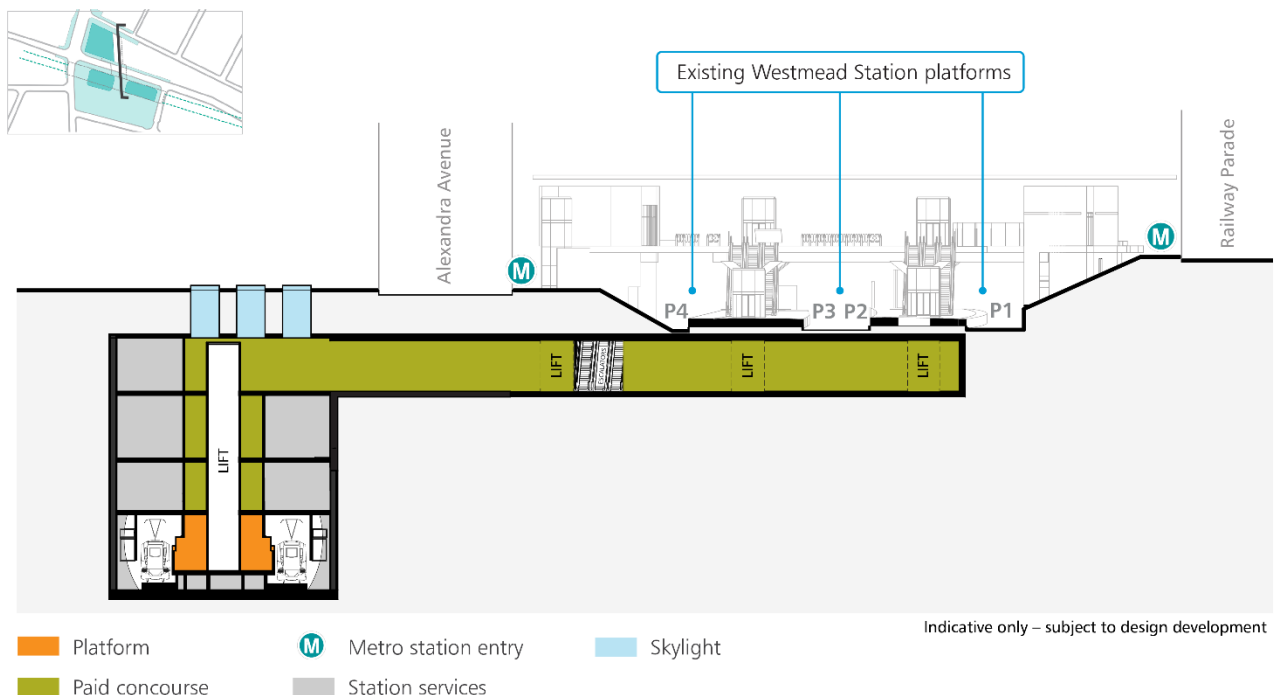 Existing Westmead Station platforms
Alexandra Avenue
Railway Parade
M
M
P4
P3 P2
P1
LIFT
ESCALATORS
LIFT
LIFT
LIFT
Indicative only – subject to design development
Platform
M Metro station entry
Skylight
Paid concourse
Station services